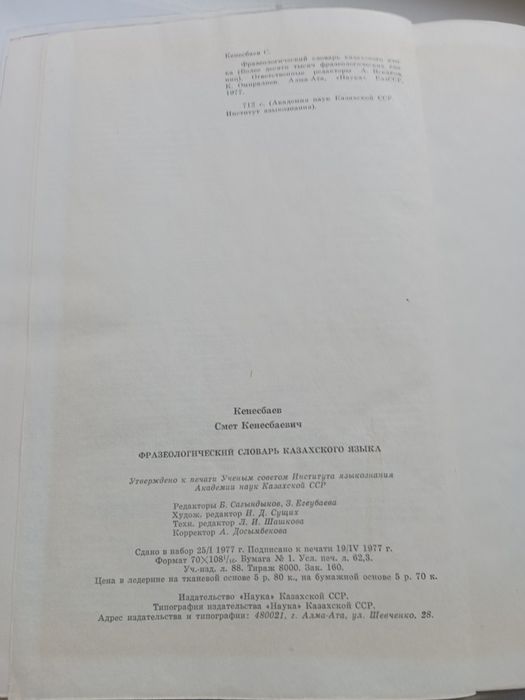 Кенесбаев С.
Фразеологический словарь казахского язы-
ка (Более десяти тысяч фразеологических
Ответственные редакторы А.
К. Алма-Ата, «Наука» КазССР,
1977.
712 с. (Академия наук Казахской ССР.
Институт языкознания).
Кенесбаев
Смет Кенесбаевич
ФРАЗЕОЛОГИЧЕСКИЙ СЛОВАРЬ КАЗАХСКОГО ЯЗЫКА
Утверждено к печати Ученым советом Института языкознания
Академии наук Казахской ССР
Редакторы Б. Сагындыков, З. Егеубаева
Худож. редактор И. Д. Сущих
Техн. редактор Л. И. Шашкова
Корректор А. Досымбекова
Сдано в набор 25/I 1977 г. Подписано к печати 19/IV 1977 г.
Формат 70×108¹/₁₆. Бумага № 1. Усл. печ. л. 62,3.
Уч.-изд. л. 88. Тираж 8000. Зак. 160.
Цена в ледерине на тканевой основе 5 р. 80 к., на бумажной основе 5 р. 70 к.
Издательство «Наука» Казахской ССР.
Типография издательства «Наука» Казахской ССР.
Адрес издательства и типографии: 480021, г. Алма-Ата, ул. Шевченко, 28.